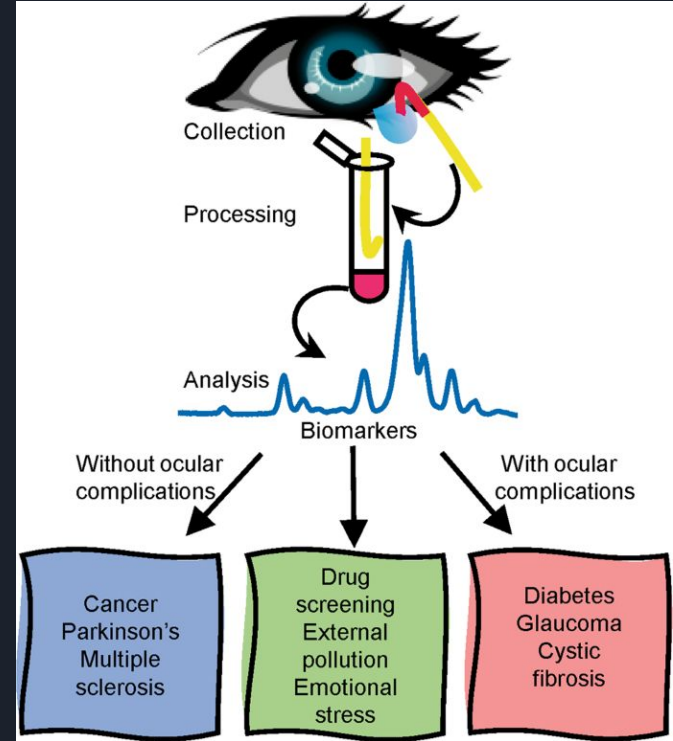 Collection
Processing
Analysis
Biomarkers
Without ocular
complications
With ocular
complications
Cancer
Parkinson’s
Multiple
sclerosis
Drug
screening
External
pollution
Emotional
stress
Diabetes
Glaucoma
Cystic
fibrosis